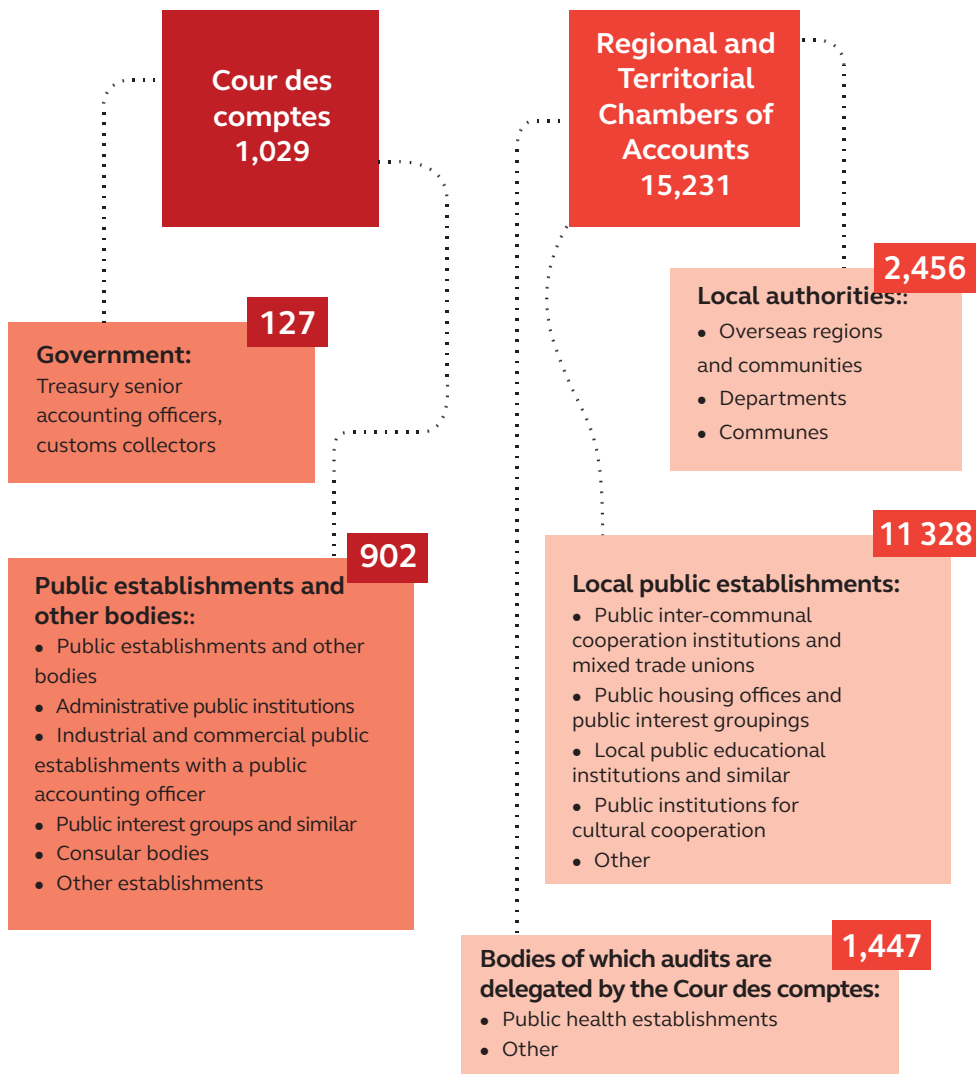 Cour des
comptes
1,029
127
Government:
Treasury senior
accounting officers,
customs collectors
902
Public establishments and
other bodies::
• Public establishments and other
bodies
• Administrative public institutions
• Industrial and commercial public
establishments with a public
accounting officer
• Public interest groups and similar
• Consular bodies
• Other establishments
Regional and
Territorial
Chambers of
Accounts
15,231
2,456
Local authorities::
• Overseas regions
and communities
• Departments
• Communes
11 328
Local public establishments:
• Public inter-communal
cooperation institutions and
mixed trade unions
• Public housing offices and
public interest groupings
• Local public educational
institutions and similar
• Public institutions for
cultural cooperation
• Other
1,447
Bodies of which audits are
delegated by the Cour des comptes:
• Public health establishments
• Other